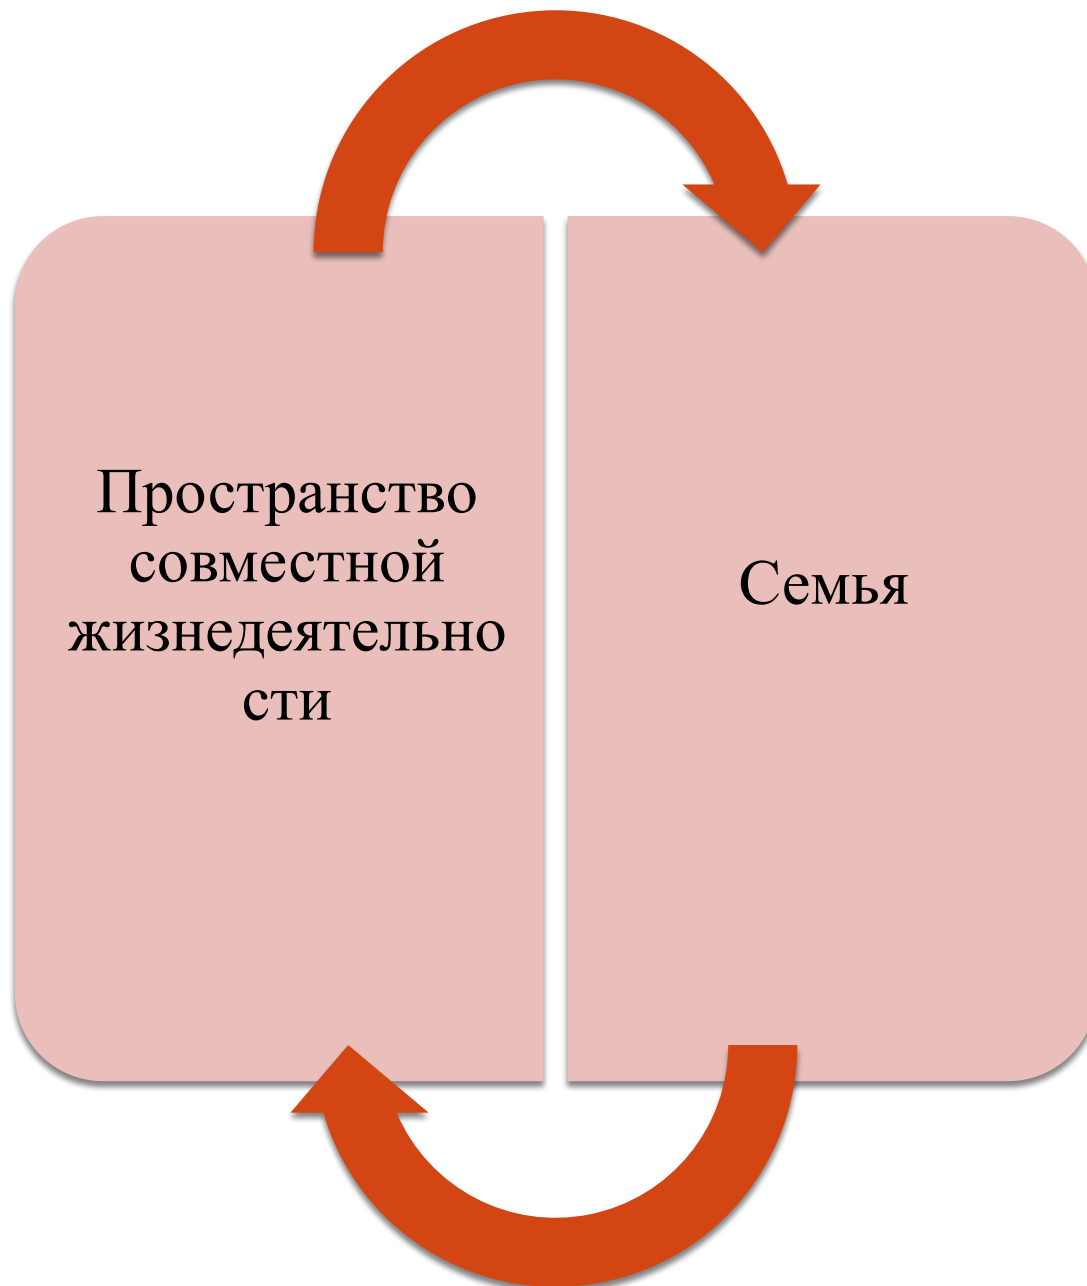 Пространство
совместной
жизнедеятельно
сти
Семья